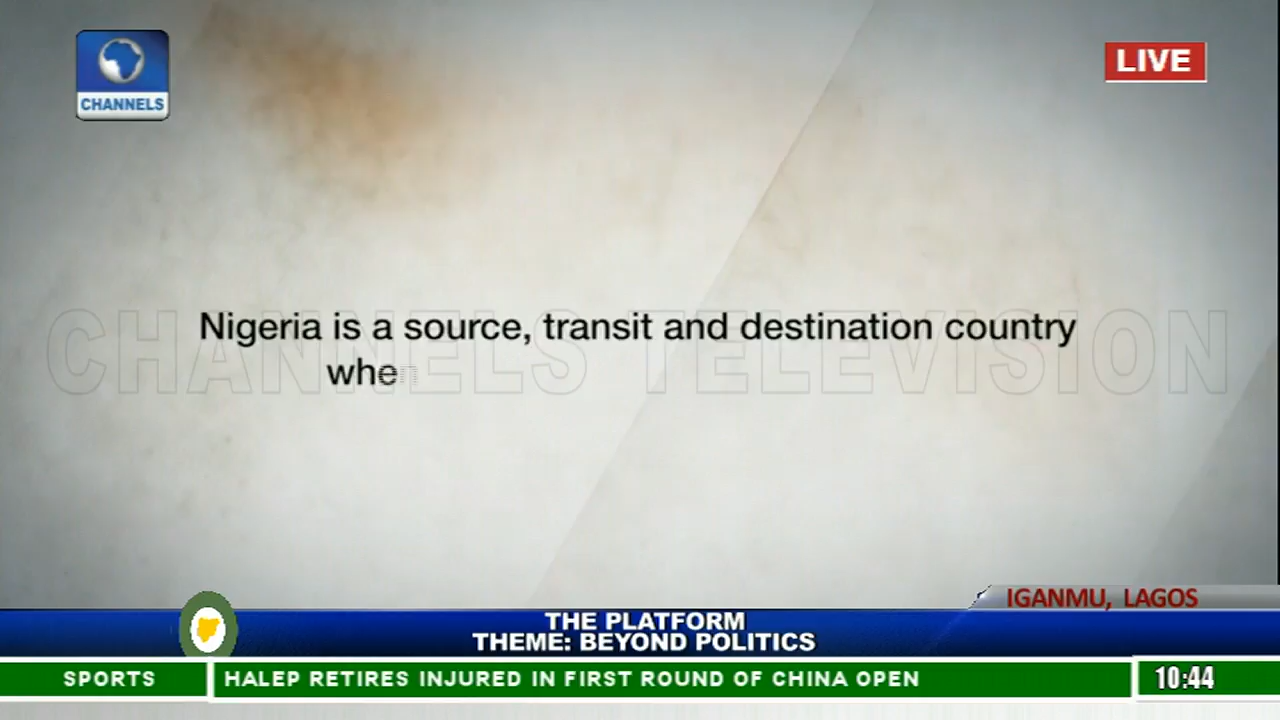 CHANNELS
LIVE
Nigeria is a source, transit and destination country
when
CHANNELS TELEVISION
IGANMU, LAGOS
THE PLATFORM
THEME: BEYOND POLITICS
SPORTS
HALEP RETIRES INJURED IN FIRST ROUND OF CHINA OPEN
10:44